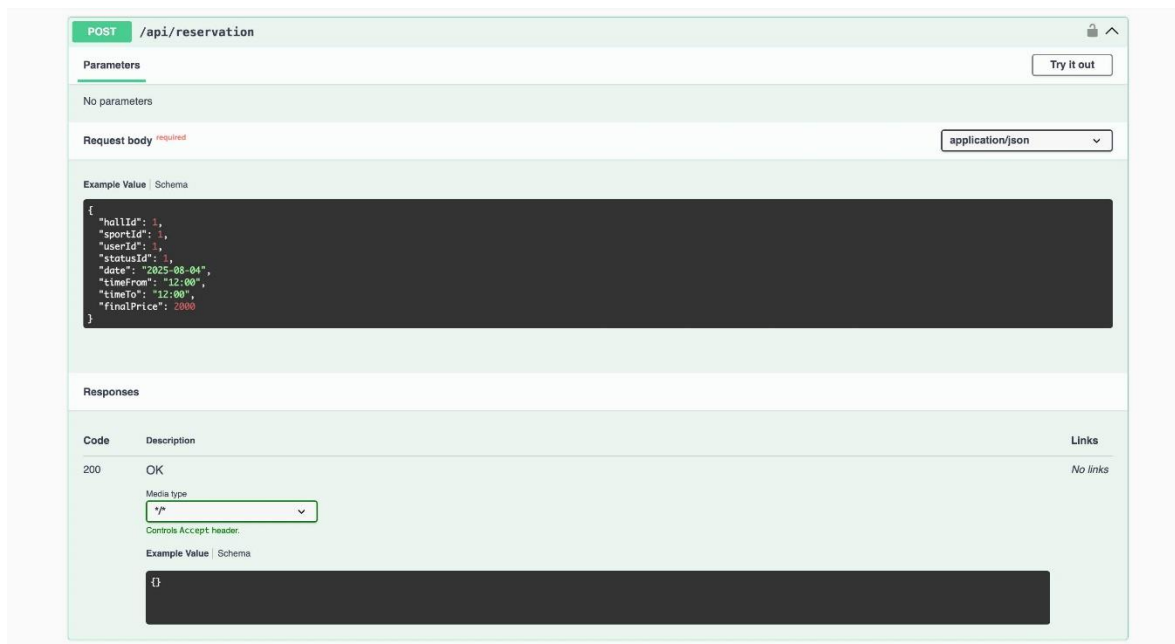 POST /api/reservation
Parameters
Try it out
No parameters
Request body required
application/json
Example Value | Schema
{
"hallId": 1,
"sportId": 1,
"userId": 1,
"statusId": 1,
"date": "2025-08-04",
"timeFrom": "12:00",
"timeTo": "12:00",
"finalPrice": 2000
}
Responses
Code Description Links
200 OK No links
Media type
*/*
Controls Accept header.
Example Value | Schema
{}